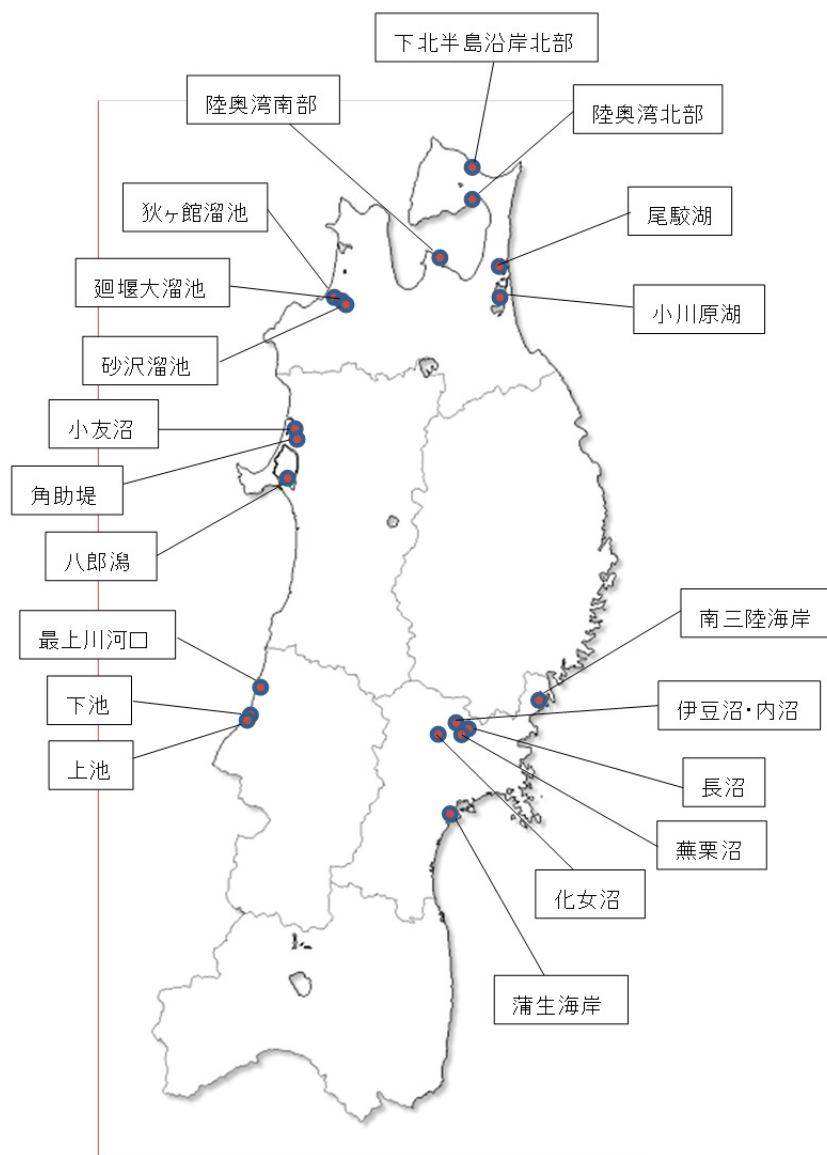 下北半島沿岸北部
陸奥湾南部
陸奥湾北部
狄ヶ館溜池
尾駮湖
廻堰大溜池
小川原湖
砂沢溜池
小友沼
角助堤
八郎潟
最上川河口
南三陸海岸
下池
伊豆沼・内沼
上池
長沼
蕪栗沼
化女沼
蒲生海岸